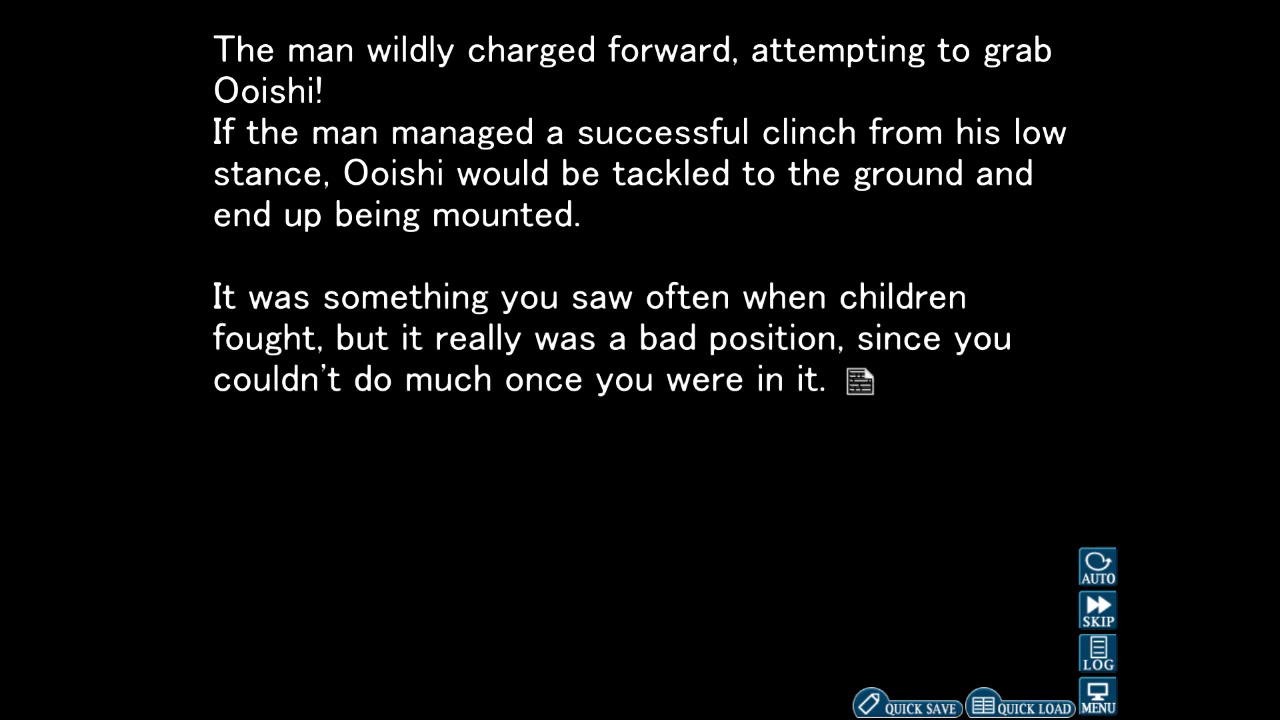 The man wildly charged forward, attempting to grab
Ooishi!
If the man managed a successful clinch from his low
stance, Ooishi would be tackled to the ground and
end up being mounted.
It was something you saw often when children
fought, but it really was a bad position, since you
couldn't do much once you were in it.
AUTO
SKIP
LOG
QUICK SAVE QUICK LOAD MENU